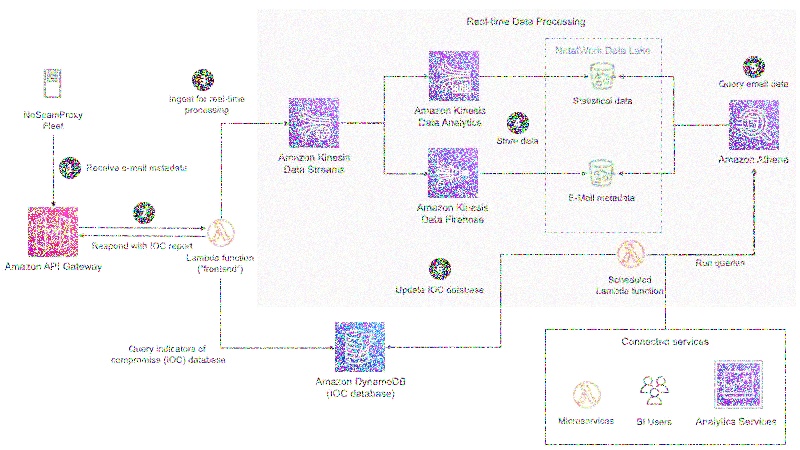 Real-time Data Processing
NoSpamProxy
Fleet
Ingest for real-time
processing
Receive e-mail metadata
Amazon API Gateway
Respond with IOC report
Lambda function
("frontend")
Amazon Kinesis
Data Streams
Amazon Kinesis
Data Analytics
Amazon Kinesis
Data Firehose
Store data
Net at Work Data Lake
Statistical data
E-Mail metadata
Query email data
Amazon Athena
Scheduled
Lambda function
Run queries
Update IOC database
Query indicators of
compromise (IOC) database
Amazon DynamoDB
(IOC database)
Connected services
Microservices
BI Users
Analytics Services